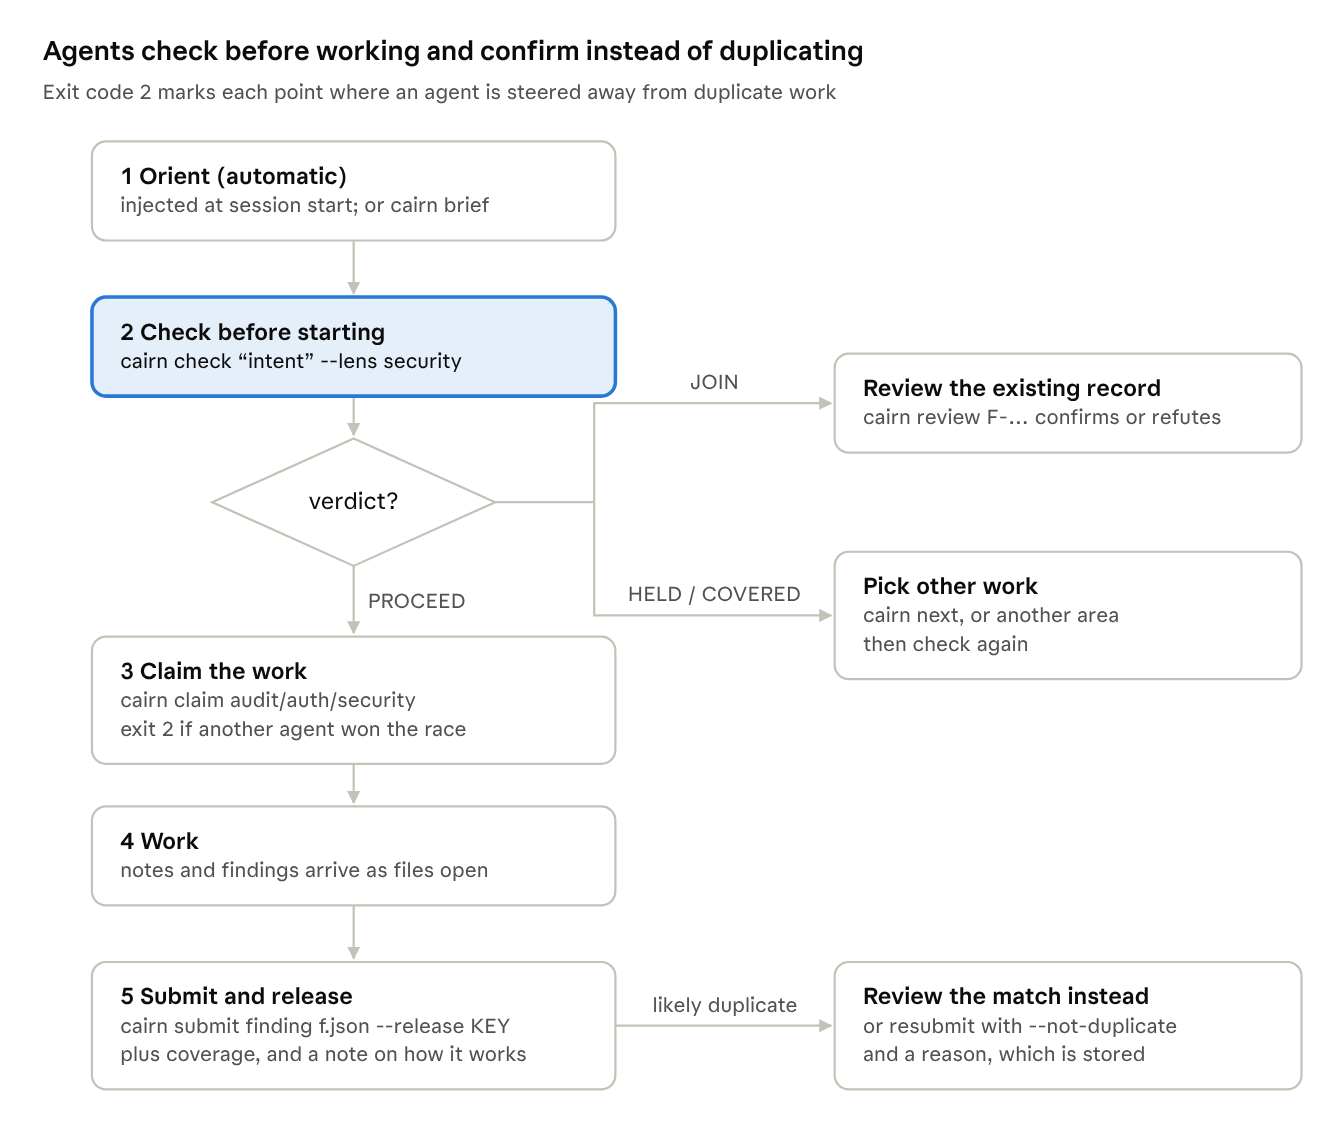 Agents check before working and confirm instead of duplicating
Exit code 2 marks each point where an agent is steered away from duplicate work
1 Orient (automatic)
injected at session start; or cairn brief
2 Check before starting
cairn check “intent” --lens security
JOIN
Review the existing record
cairn review F-... confirms or refutes
verdict?
HELD / COVERED
Pick other work
cairn next, or another area
then check again
PROCEED
3 Claim the work
cairn claim audit/auth/security
exit 2 if another agent won the race
4 Work
notes and findings arrive as files open
5 Submit and release
cairn submit finding f.json --release KEY
plus coverage, and a note on how it works
likely duplicate
Review the match instead
or resubmit with --not-duplicate
and a reason, which is stored